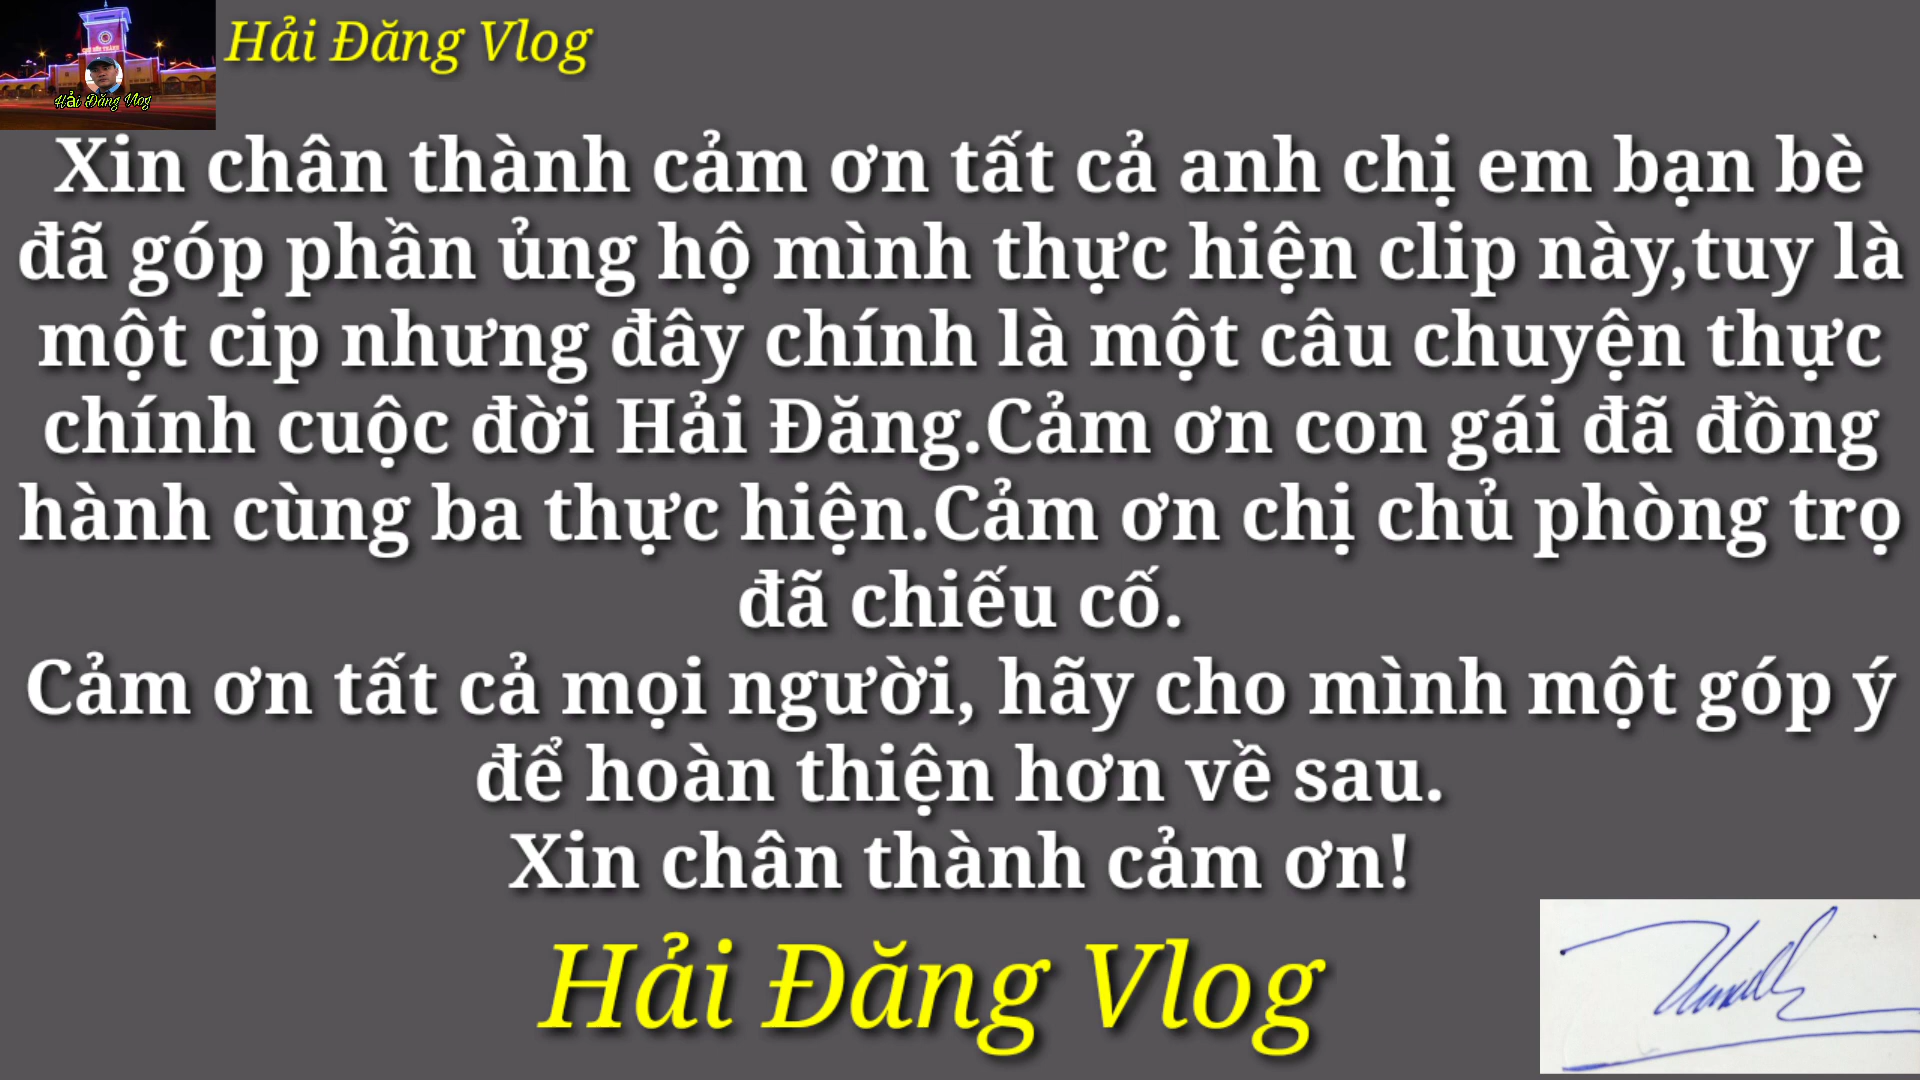 Hải Đăng Vlog
Hải Đăng Vlog
Xin chân thành cảm ơn tất cả anh chị em bạn bè
đã góp phần ủng hộ mình thực hiện clip này,tuy là
một cip nhưng đây chính là một câu chuyện thực
chính cuộc đời Hải Đăng.Cảm ơn con gái đã đồng
hành cùng ba thực hiện.Cảm ơn chị chủ phòng trọ
đã chiếu cố.
Cảm ơn tất cả mọi người, hãy cho mình một góp ý
để hoàn thiện hơn về sau.
Xin chân thành cảm ơn!
Hải Đăng Vlog